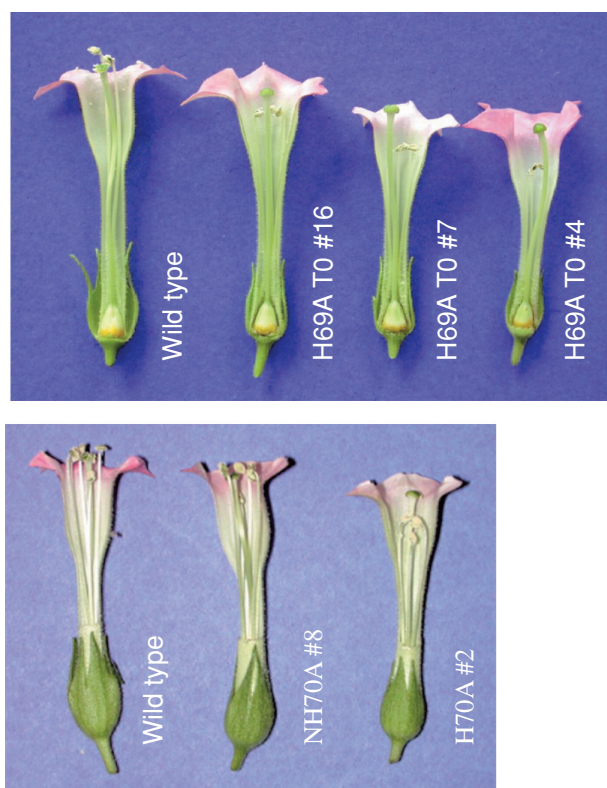 Wild type
H69A T0 #16
H69A T0 #7
H69A T0 #4
Wild type
NH70A #8
H70A #2